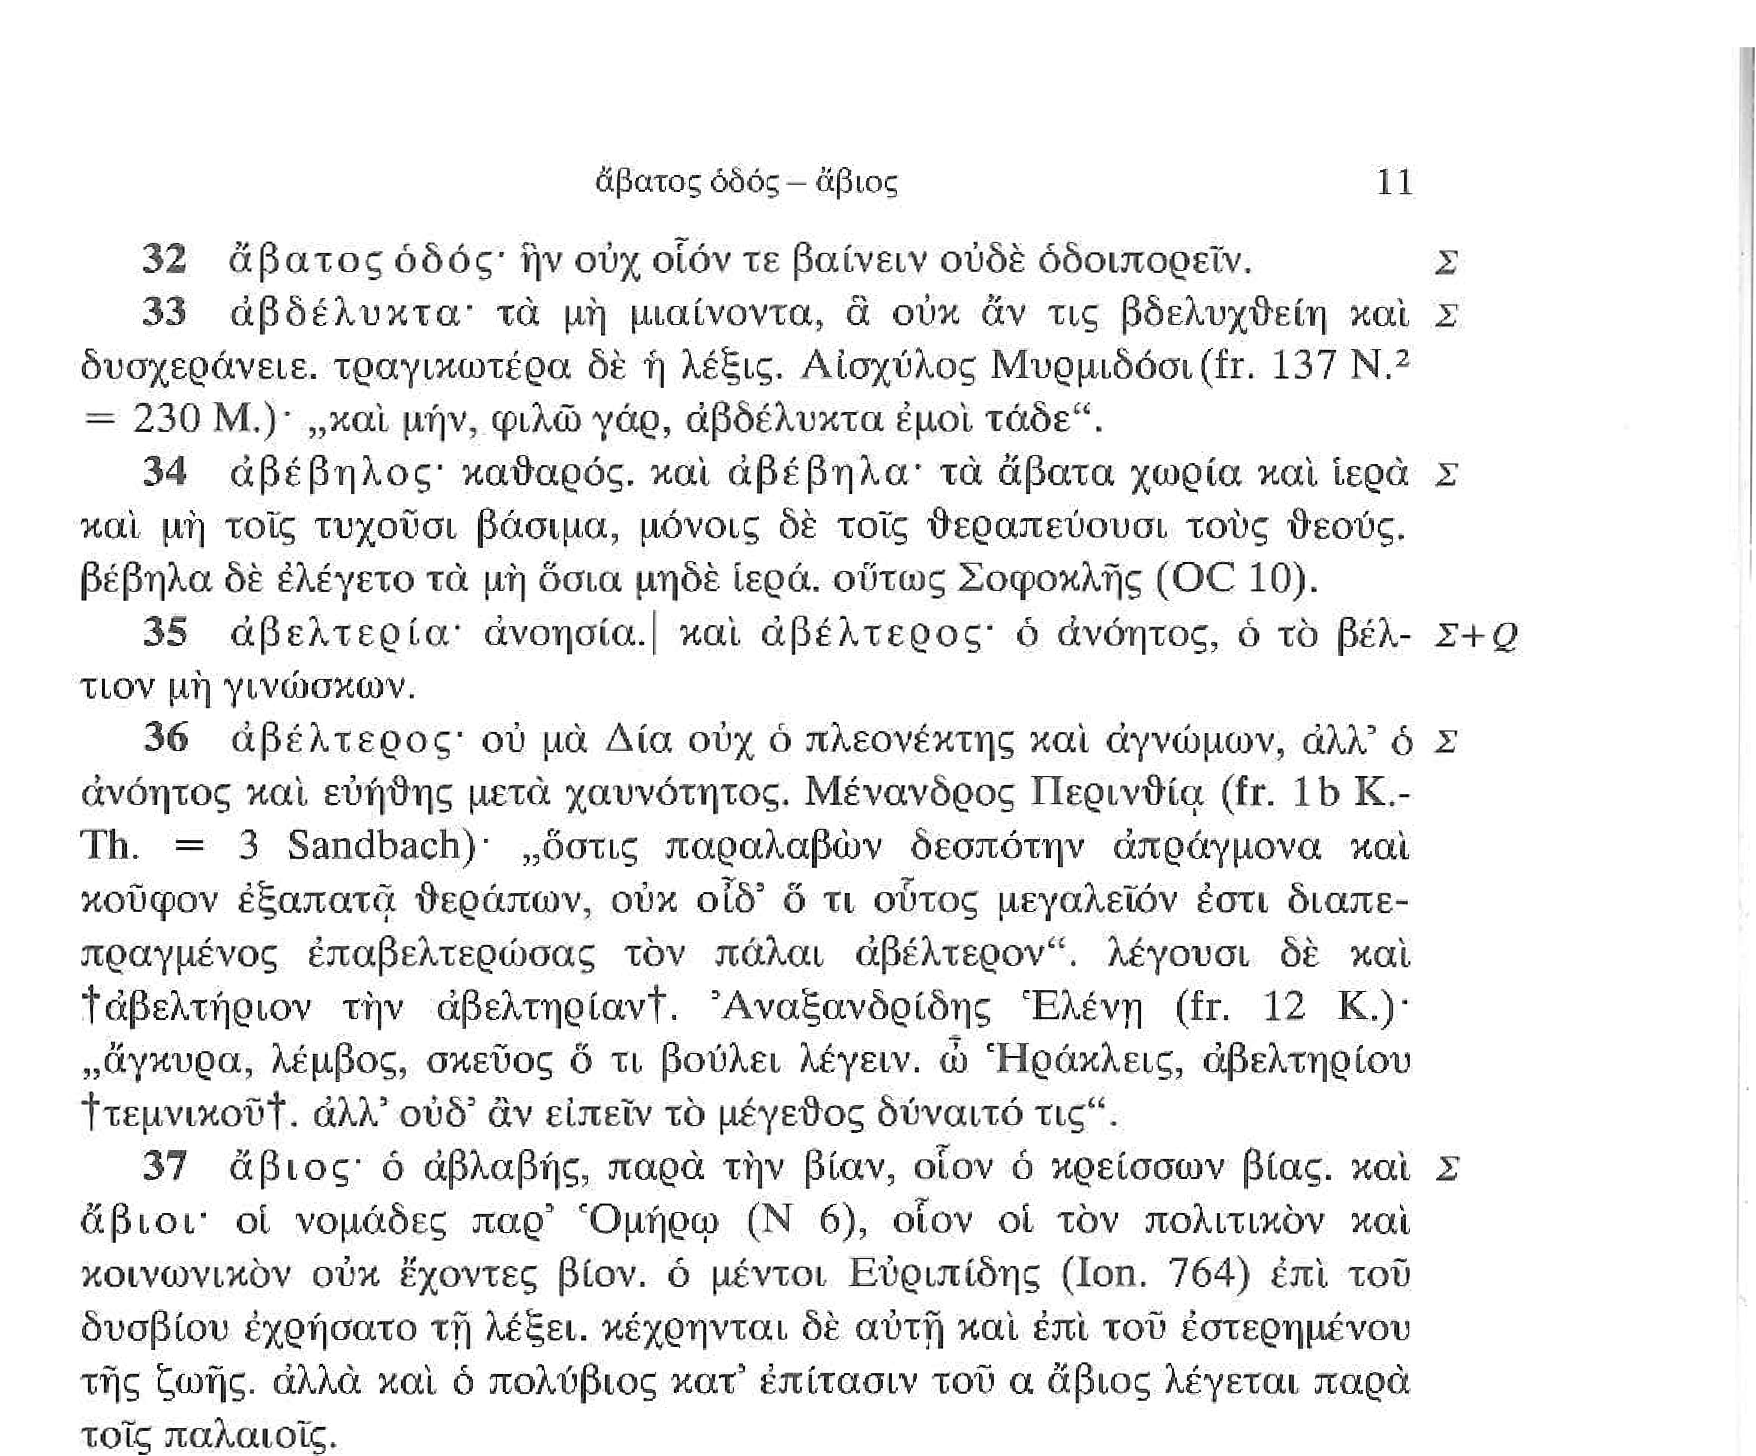 ἄβατος ὁδός – ἄβιος 11
32 ἄβατος ὁδός· ἣν οὐχ οἷόν τε βαίνειν οὐδὲ ὁδοιπορεῖν. Σ
33 ἀβδέλυκτα· τὰ μὴ μιαίνοντα, ἃ οὐκ ἄν τις βδελυχθείη καὶ Σ
δυσχεράνειε. τραγικωτέρα δὲ ἡ λέξις. Αἰσχύλος Μυρμιδόσι (fr. 137 N.²
= 230 M.)· „καὶ μήν, φιλῶ γάρ, ἀβδέλυκτα ἐμοὶ τάδε“.
34 ἀβέβηλος· καθαρός. καὶ ἀβέβηλα· τὰ ἄβατα χωρία καὶ ἱερὰ Σ
καὶ μὴ τοῖς τυχοῦσι βάσιμα, μόνοις δὲ τοῖς θεραπεύουσι τοὺς θεούς.
βέβηλα δὲ ἐλέγετο τὰ μὴ ὅσια μηδὲ ἱερά. οὕτως Σοφοκλῆς (OC 10).
35 ἀβελτερία· ἀνοησία.| καὶ ἀβέλτερος· ὁ ἀνόητος, ὁ τὸ βέλ- Σ+Q
τιον μὴ γινώσκων.
36 ἀβέλτερος· οὐ μὰ Δία οὐχ ὁ πλεονέκτης καὶ ἀγνώμων, ἀλλ’ ὁ Σ
ἀνόητος καὶ εὐήθης μετὰ χαυνότητος. Μένανδρος Περινθίᾳ (fr. 1b K.-
Th. = 3 Sandbach)· „ὅστις παραλαβὼν δεσπότην ἀπράγμονα καὶ
κοῦφον ἐξαπατᾷ θεράπων, οὐκ οἶδ’ ὅ τι οὗτος μεγαλεῖόν ἐστι διαπε-
πραγμένος ἐπαβελτερώσας τὸν πάλαι ἀβέλτερον“. λέγουσι δὲ καὶ
†ἀβελτήριον τὴν ἀβελτηρίαν†. Ἀναξανδρίδης Ἑλένῃ (fr. 12 K.)·
„ἄγκυρα, λέμβος, σκεῦος ὅ τι βούλει λέγειν. ὦ Ἡράκλεις, ἀβελτηρίου
†τεμνικοῦ†. ἀλλ’ οὐδ’ ἂν εἰπεῖν τὸ μέγεθος δύναιτό τις“.
37 ἄβιος· ὁ ἀβλαβής, παρὰ τὴν βίαν, οἷον ὁ κρείσσων βίας. καὶ Σ
ἄβιοι· οἱ νομάδες παρ’ Ὁμήρῳ (N 6), οἷον οἱ τὸν πολιτικὸν καὶ
κοινωνικὸν οὐκ ἔχοντες βίον. ὁ μέντοι Εὐριπίδης (Ion. 764) ἐπὶ τοῦ
δυσβίου ἐχρήσατο τῇ λέξει. κέχρηνται δὲ αὐτῇ καὶ ἐπὶ τοῦ ἐστερημένου
τῆς ζωῆς. ἀλλὰ καὶ ὁ πολύβιος κατ’ ἐπίτασιν τοῦ α ἄβιος λέγεται παρὰ
τοῖς παλαιοῖς.